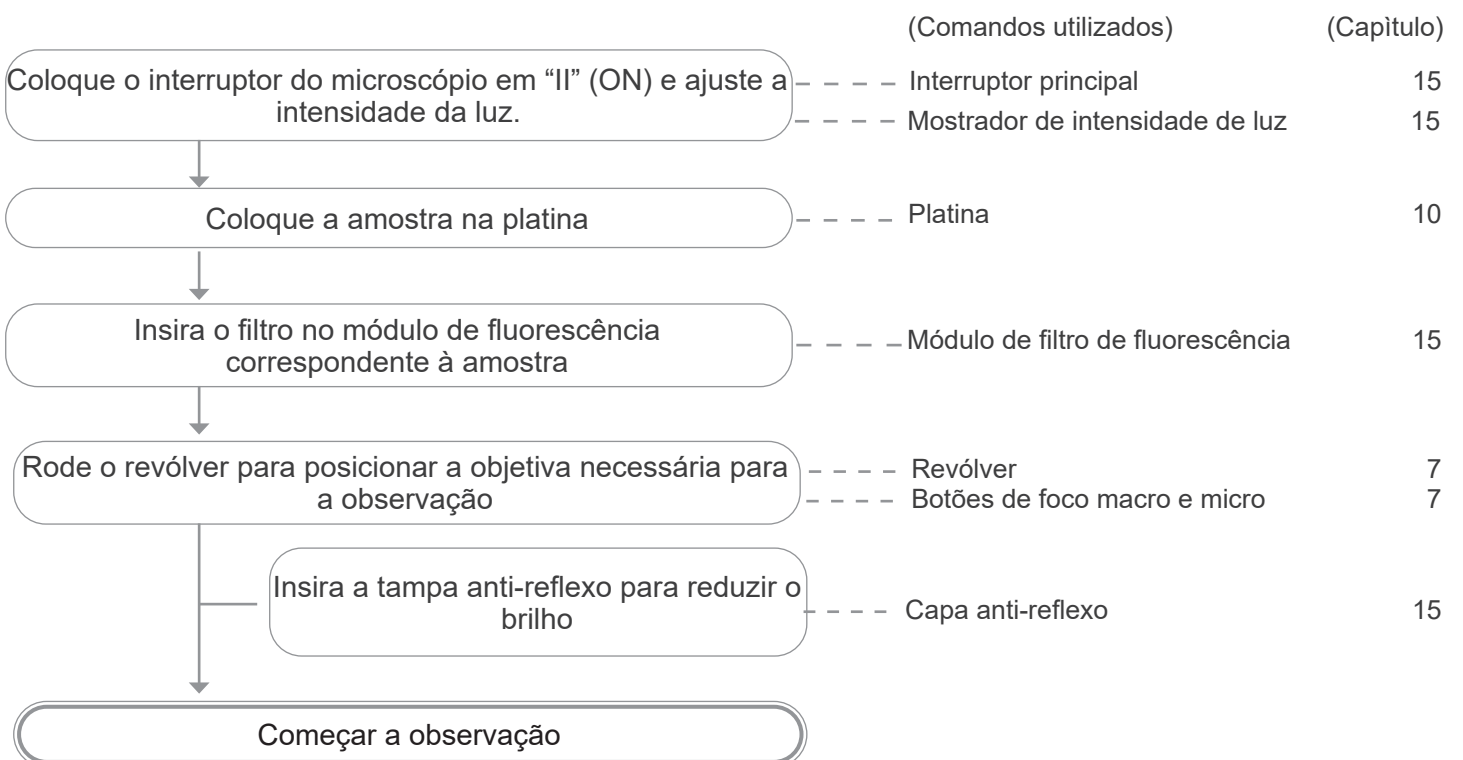 (Comandos utilizados) (Capìtulo)
Coloque o interruptor do microscópio em “II” (ON) e ajuste a
intensidade da luz.
Interruptor principal 15
Mostrador de intensidade de luz 15
Coloque a amostra na platina
Platina 10
Insira o filtro no módulo de fluorescência
correspondente à amostra
Módulo de filtro de fluorescência 15
Rode o revólver para posicionar a objetiva necessária para
a observação
Revólver 7
Botões de foco macro e micro 7
Insira a tampa anti-reflexo para reduzir o
brilho
Capa anti-reflexo 15
Começar a observação